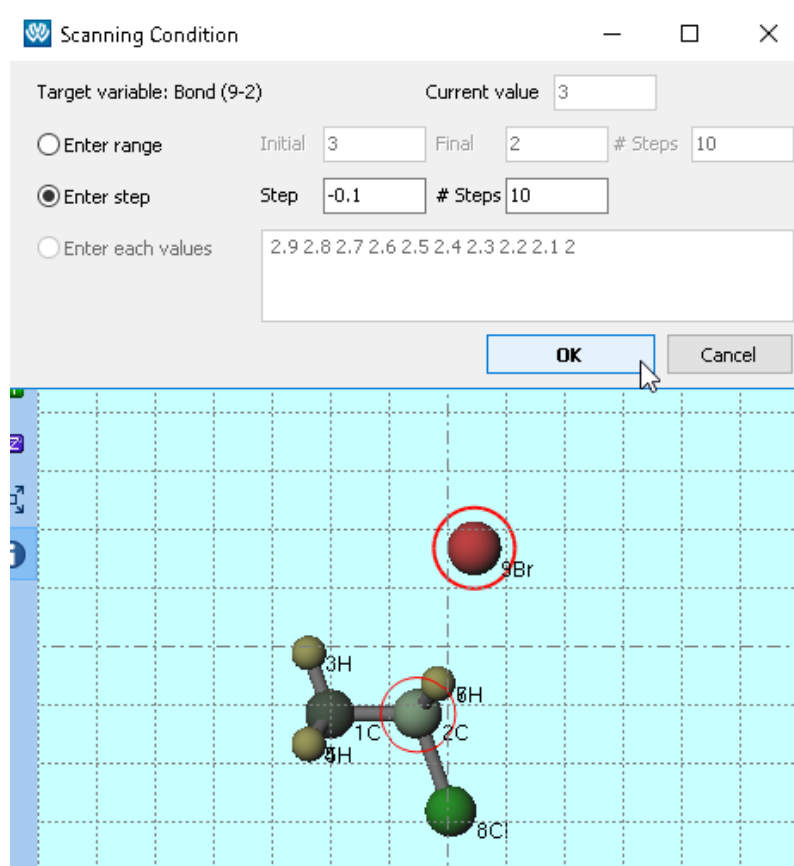 Scanning Condition
Target variable: Bond (9-2) Current value 3
Enter range Initial 3 Final 2 # Steps 10
Enter step Step -0.1 # Steps 10
Enter each values 2.9 2.8 2.7 2.6 2.5 2.4 2.3 2.2 2.1 2
OK Cancel
Z
9Br
3H
1C 2C
8Cl